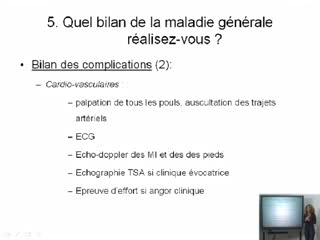 5. Quel bilan de la maladie générale
réalisez-vous ?
• Bilan des complications (2):
– Cardio-vasculaires :
– palpation de tous les pouls, auscultation des trajets
artériels
– ECG
– Echo-doppler des MI et des des pieds
– Echographie TSA si clinique évocatrice
– Epreuve d'effort si angor clinique